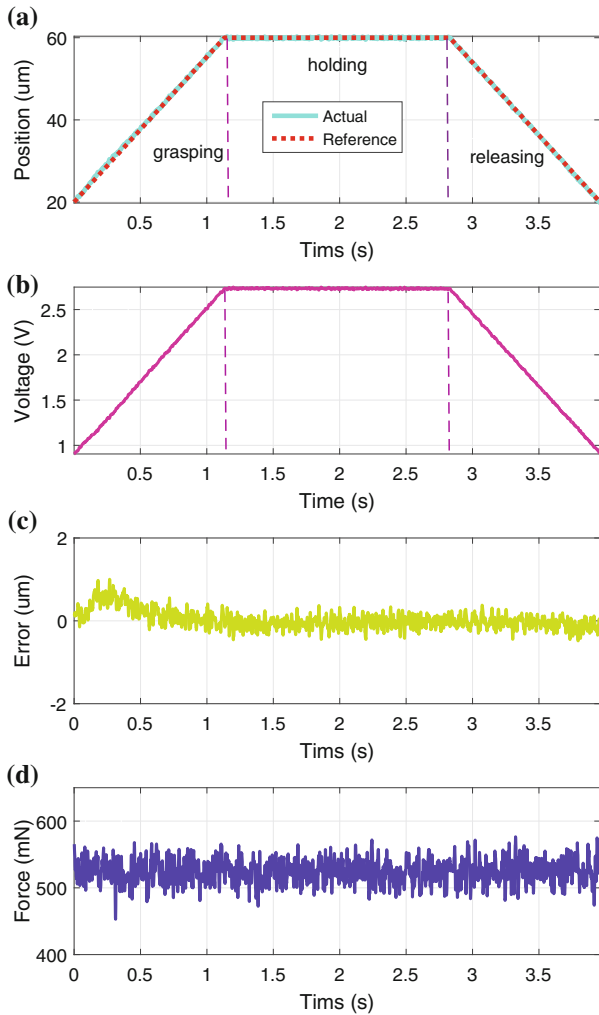 (a)
Position (um)
60
40
20
holding
Actual
Reference
grasping
releasing
0.5 1 1.5 2 2.5 3 3.5
Tims (s)
(b)
Voltage (V)
2.5
2
1.5
1
0.5 1 1.5 2 2.5 3 3.5
Time (s)
(c)
Error (um)
2
0
-2
0 0.5 1 1.5 2 2.5 3 3.5
Tims (s)
(d)
Force (mN)
600
500
400
0 0.5 1 1.5 2 2.5 3 3.5
Tims (s)